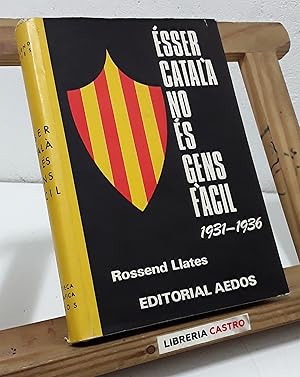 ÉSSER
CATALÀ
NO
ÉS
GENS
FÀCIL
1931-1936
Rossend Llates
EDITORIAL AEDOS
LIBRERIA CASTRO